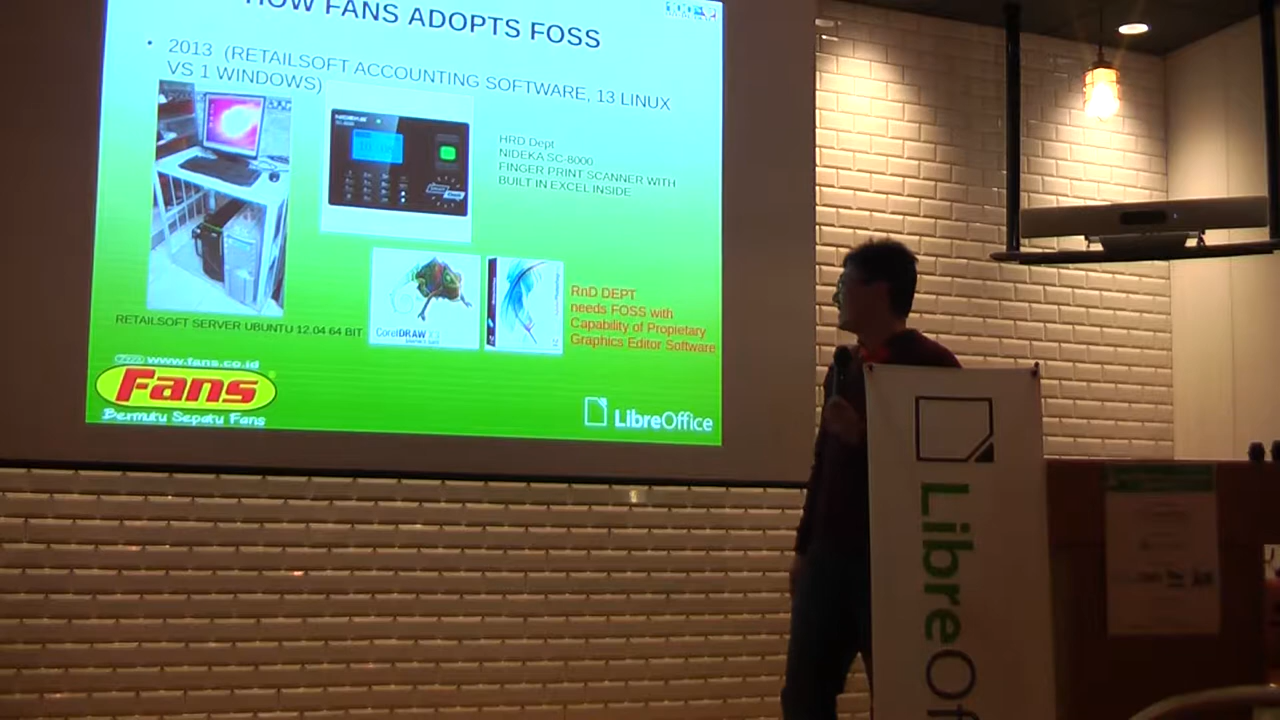 HOW FANS ADOPTS FOSS
• 2013 (RETAILSOFT ACCOUNTING SOFTWARE, 13 LINUX
VS 1 WINDOWS)
HRD Dept
NIDEKA SC-8000
FINGER PRINT SCANNER WITH
BUILT IN EXCEL INSIDE
CorelDRAW
RnD DEPT
needs FOSS with
Capability of Propietary
Graphics Editor Software
RETAILSOFT SERVER UBUNTU 12.04 64 BIT
www.fans.co.id
Fans
Bermutu Sepatu Fans
LibreOffice
LibreOf